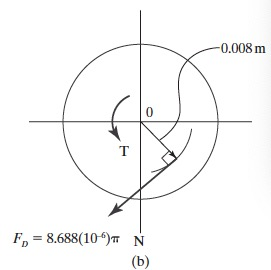 0.008 m
0
T
F_D = 8.688(10⁻⁶)π N
(b)